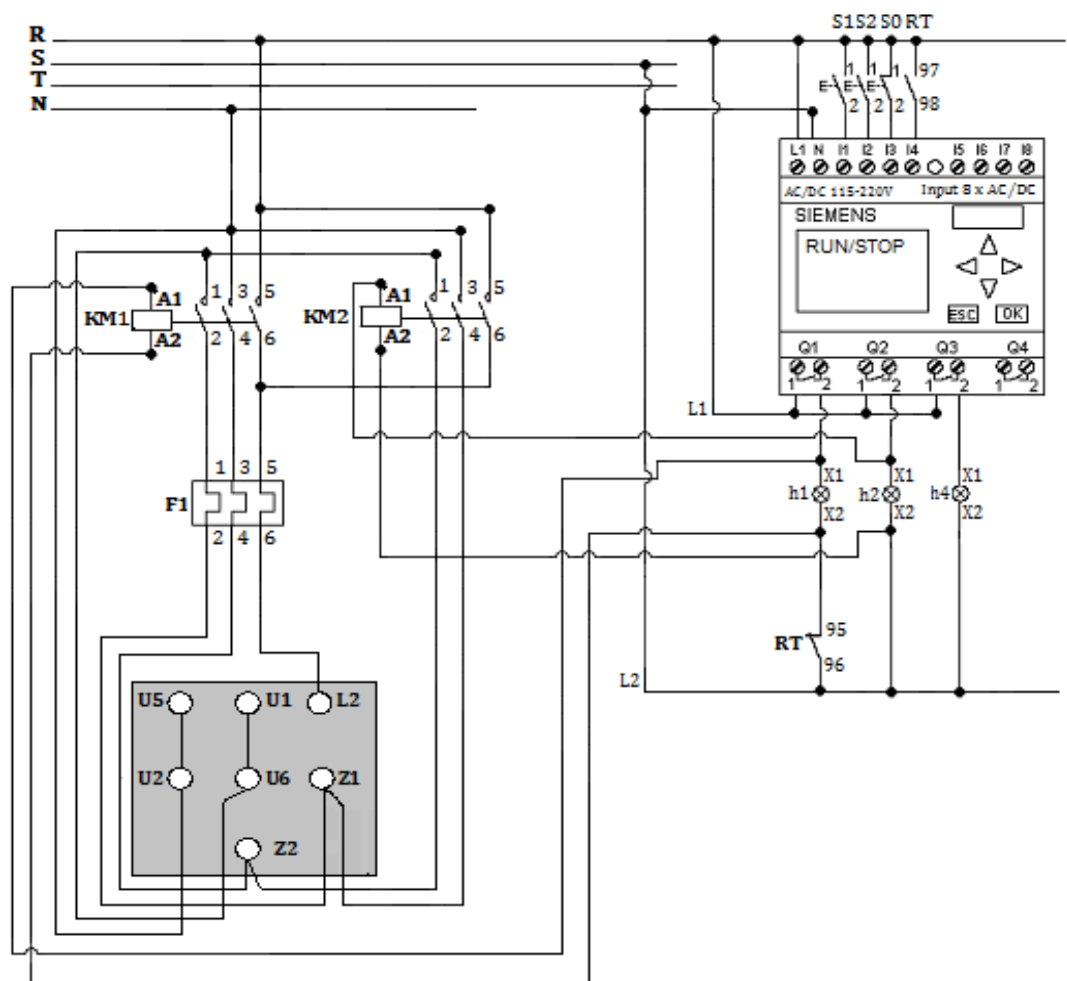 S1 S2 S0 RT
R
S
T
N
1 1 1 97
2 2 2 98
L1 N I1 I2 I3 I4 I5 I6 I7 I8
AC/DC 115-220V Input 8 x AC/DC
SIEMENS
RUN/STOP
ESC OK
Q1 Q2 Q3 Q4
1 2 1 2 1 2 1 2
L1
KM1 A1 A2
1 3 5
2 4 6
KM2 A1 A2
1 3 5
2 4 6
1 3 5
F1
2 4 6
X1 X1 X1
h1 h2 h4
X2 X2 X2
RT 95
96
L2
U5 U1 L2
U2 U6 Z1
Z2